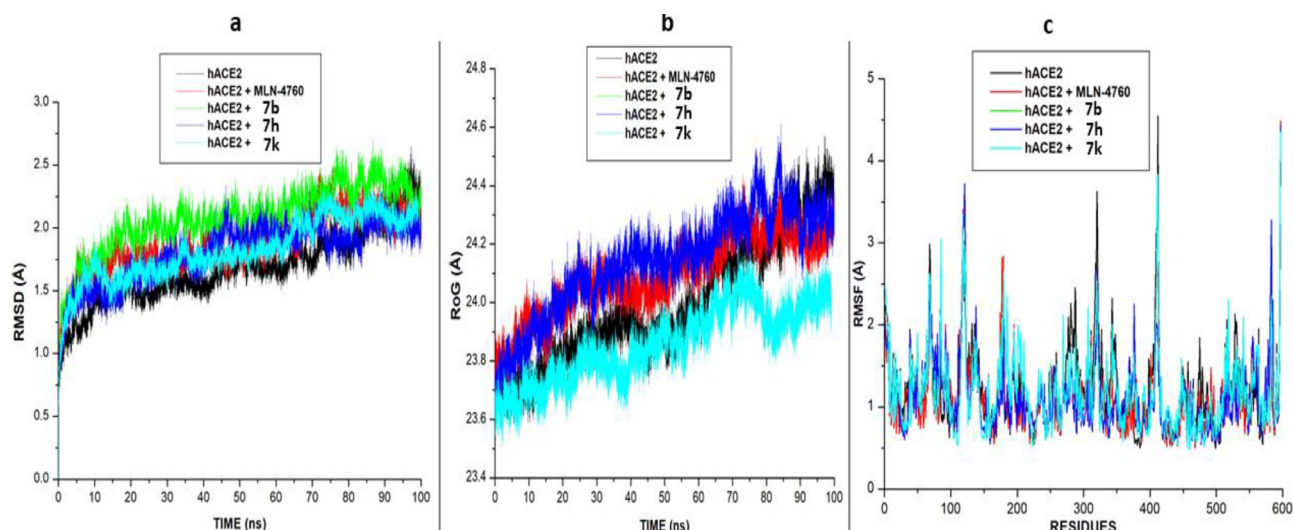 a
hACE2
hACE2 + MLN-4760
hACE2 + 7b
hACE2 + 7h
hACE2 + 7k
3.0
2.5
2.0
1.5
1.0
0.5
0.0
RMSD (Å)
0 10 20 30 40 50 60 70 80 90 100
TIME (ns)
b
hACE2
hACE2 + MLN-4760
hACE2 + 7b
hACE2 + 7h
hACE2 + 7k
24.8
24.6
24.4
24.2
24.0
23.8
23.6
23.4
RoG (Å)
0 10 20 30 40 50 60 70 80 90 100
TIME (ns)
c
hACE2
hACE2 + MLN-4760
hACE2 + 7b
hACE2 + 7h
hACE2 + 7k
5
4
3
2
1
0
RMSF (Å)
0 100 200 300 400 500 600
RESIDUES